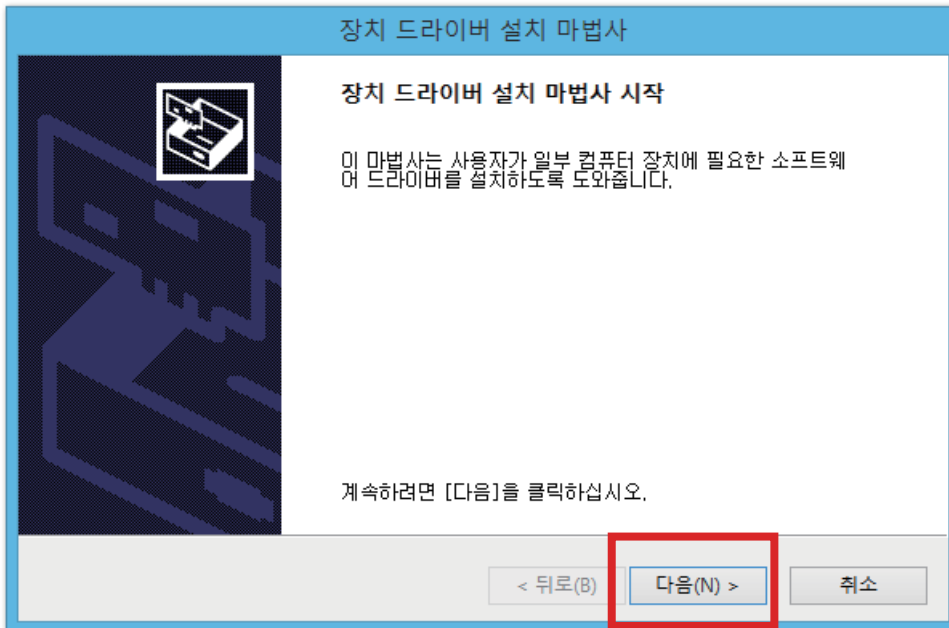 장치 드라이버 설치 마법사
장치 드라이버 설치 마법사 시작
이 마법사는 사용자가 일부 컴퓨터 장치에 필요한 소프트웨
어 드라이버를 설치하도록 도와줍니다.
계속하려면 [다음]을 클릭하십시오.
< 뒤로(B)
다음(N) >
취소